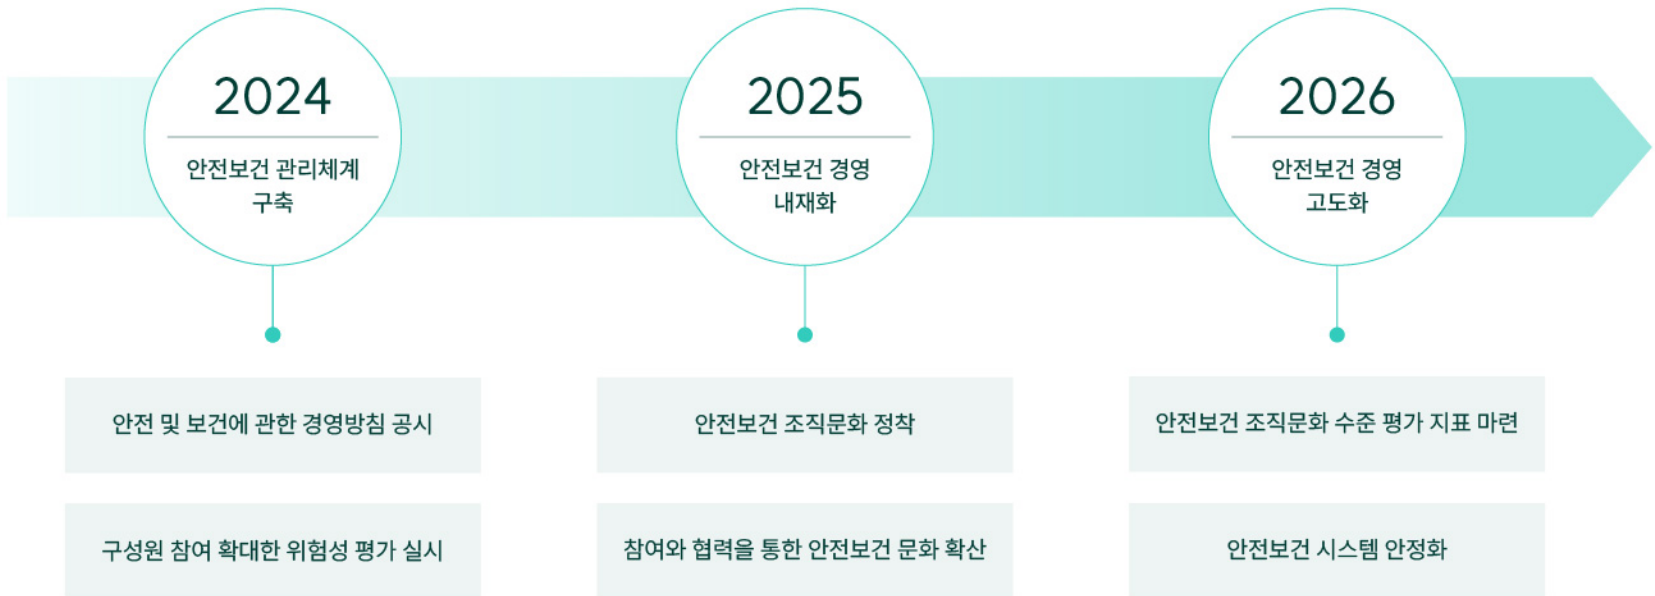 2024
안전보건 관리체계
구축
2025
안전보건 경영
내재화
2026
안전보건 경영
고도화
안전 및 보건에 관한 경영방침 공시
안전보건 조직문화 정착
안전보건 조직문화 수준 평가 지표 마련
구성원 참여 확대한 위험성 평가 실시
참여와 협력을 통한 안전보건 문화 확산
안전보건 시스템 안정화